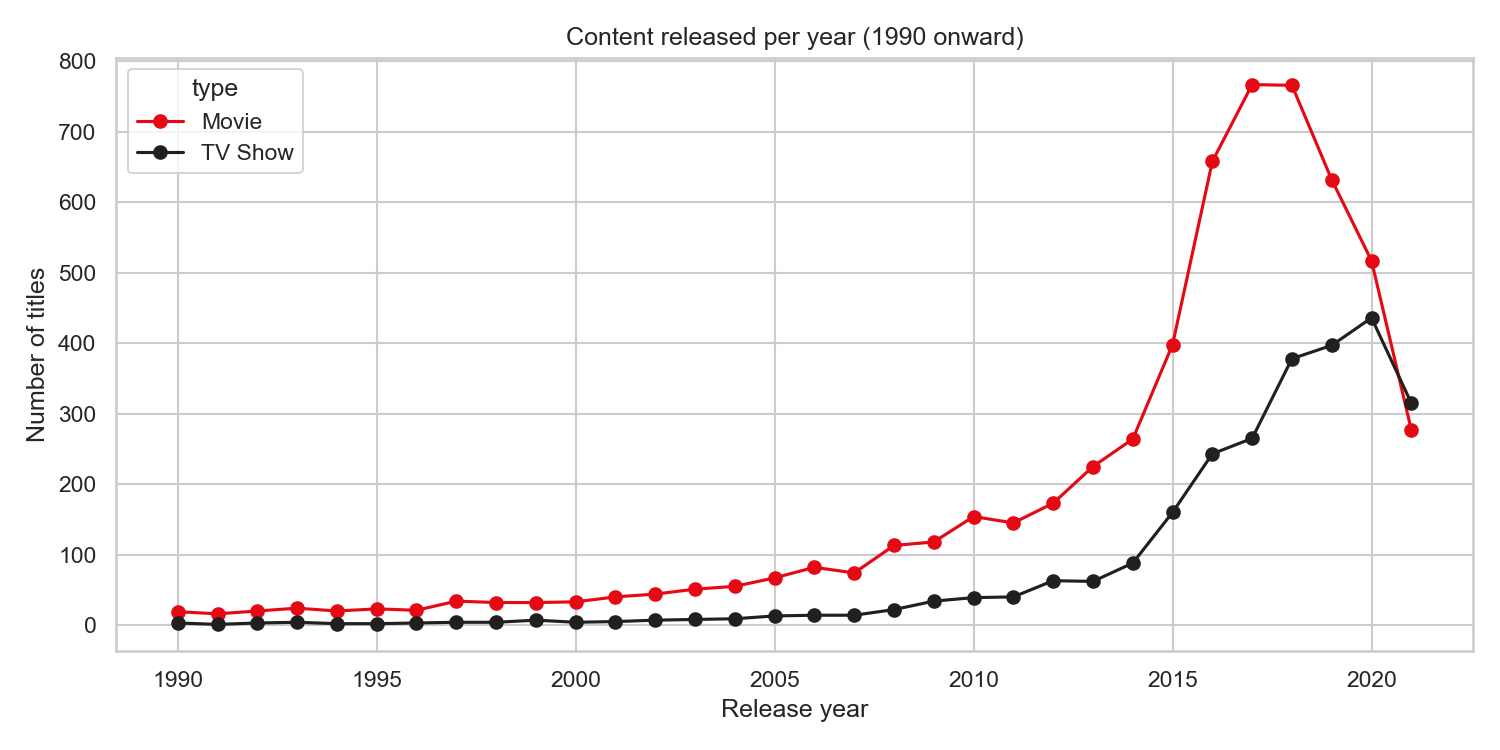 Content released per year (1990 onward)
type
Movie
TV Show
Number of titles
800
700
600
500
400
300
200
100
0
1990
1995
2000
2005
2010
2015
2020
Release year